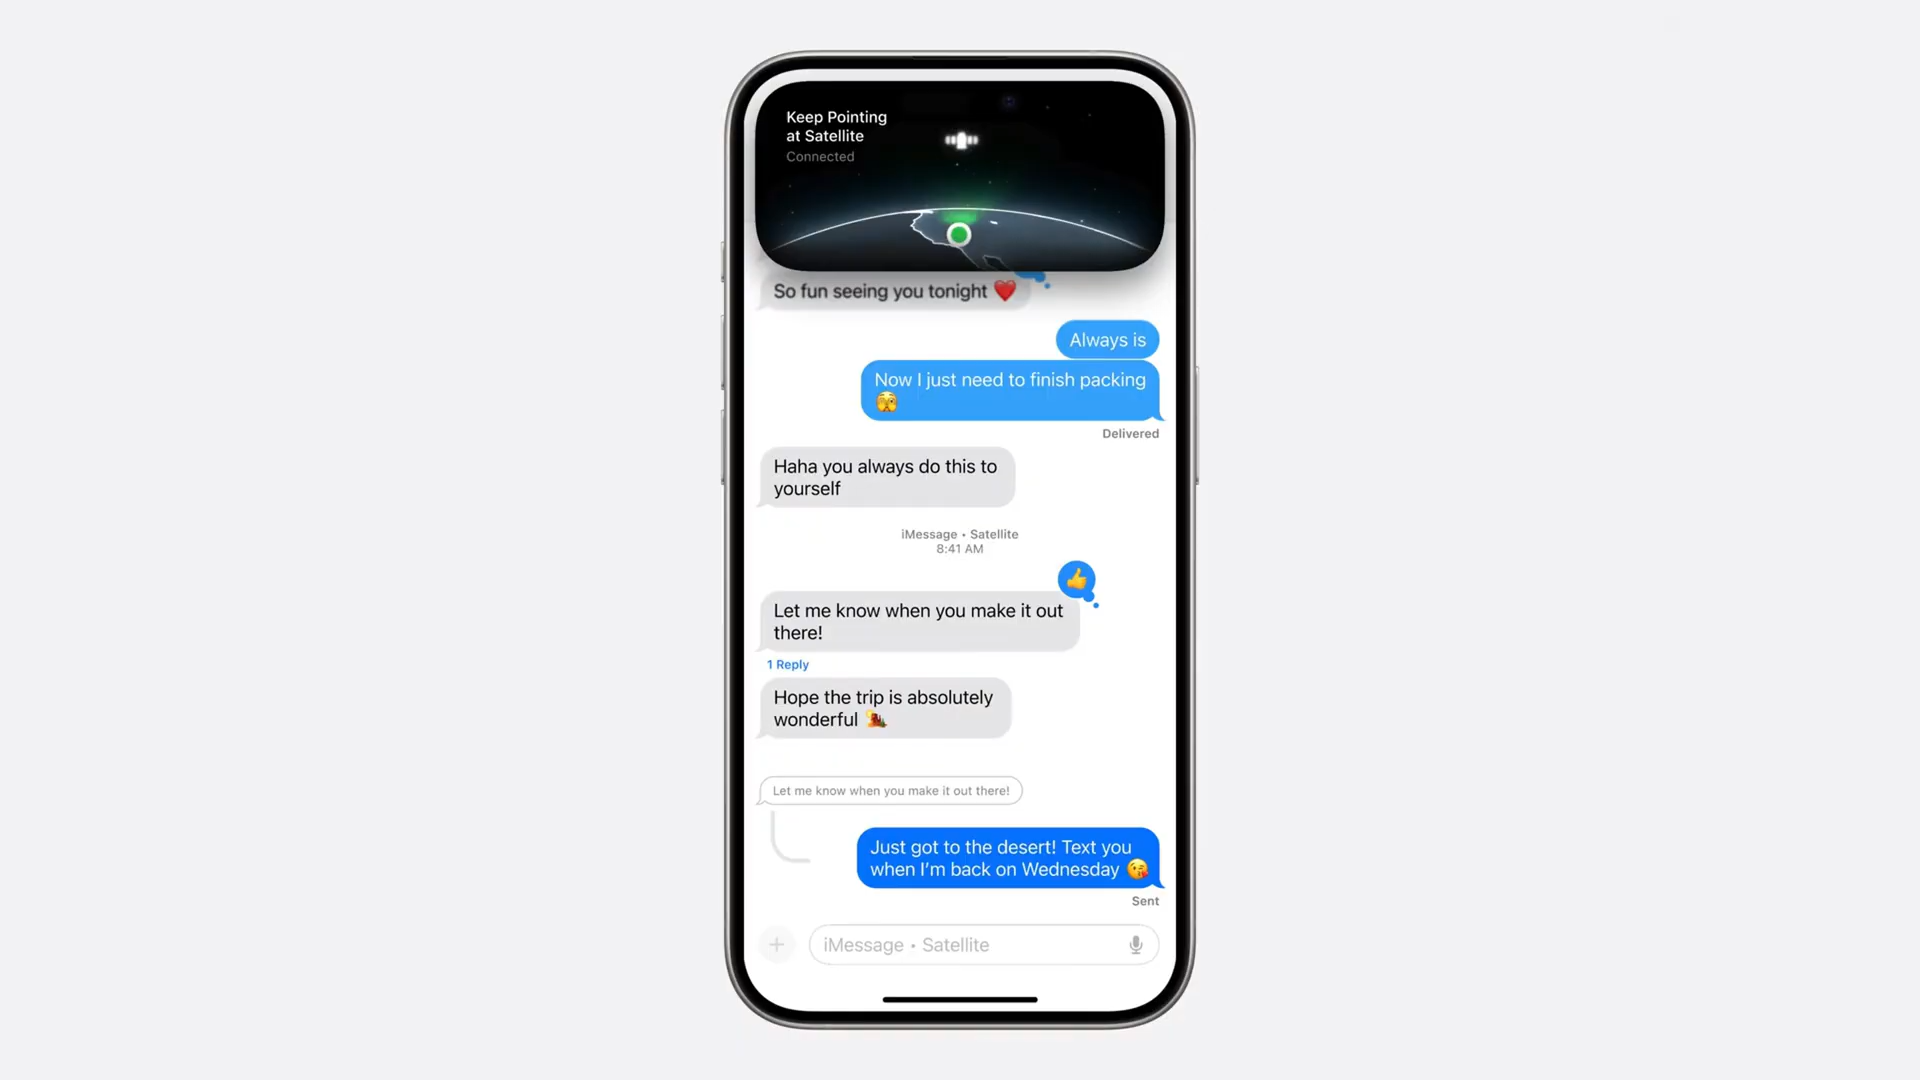 Keep Pointing
at Satellite
Connected
So fun seeing you tonight ❤️
Always is
Now I just need to finish packing
🫣
Delivered
Haha you always do this to
yourself
iMessage • Satellite
8:41 AM
👍
Let me know when you make it out
there!
1 Reply
Hope the trip is absolutely
wonderful
Let me know when you make it out there!
Just got to the desert! Text you
when I’m back on Wednesday 😘
Sent
iMessage • Satellite